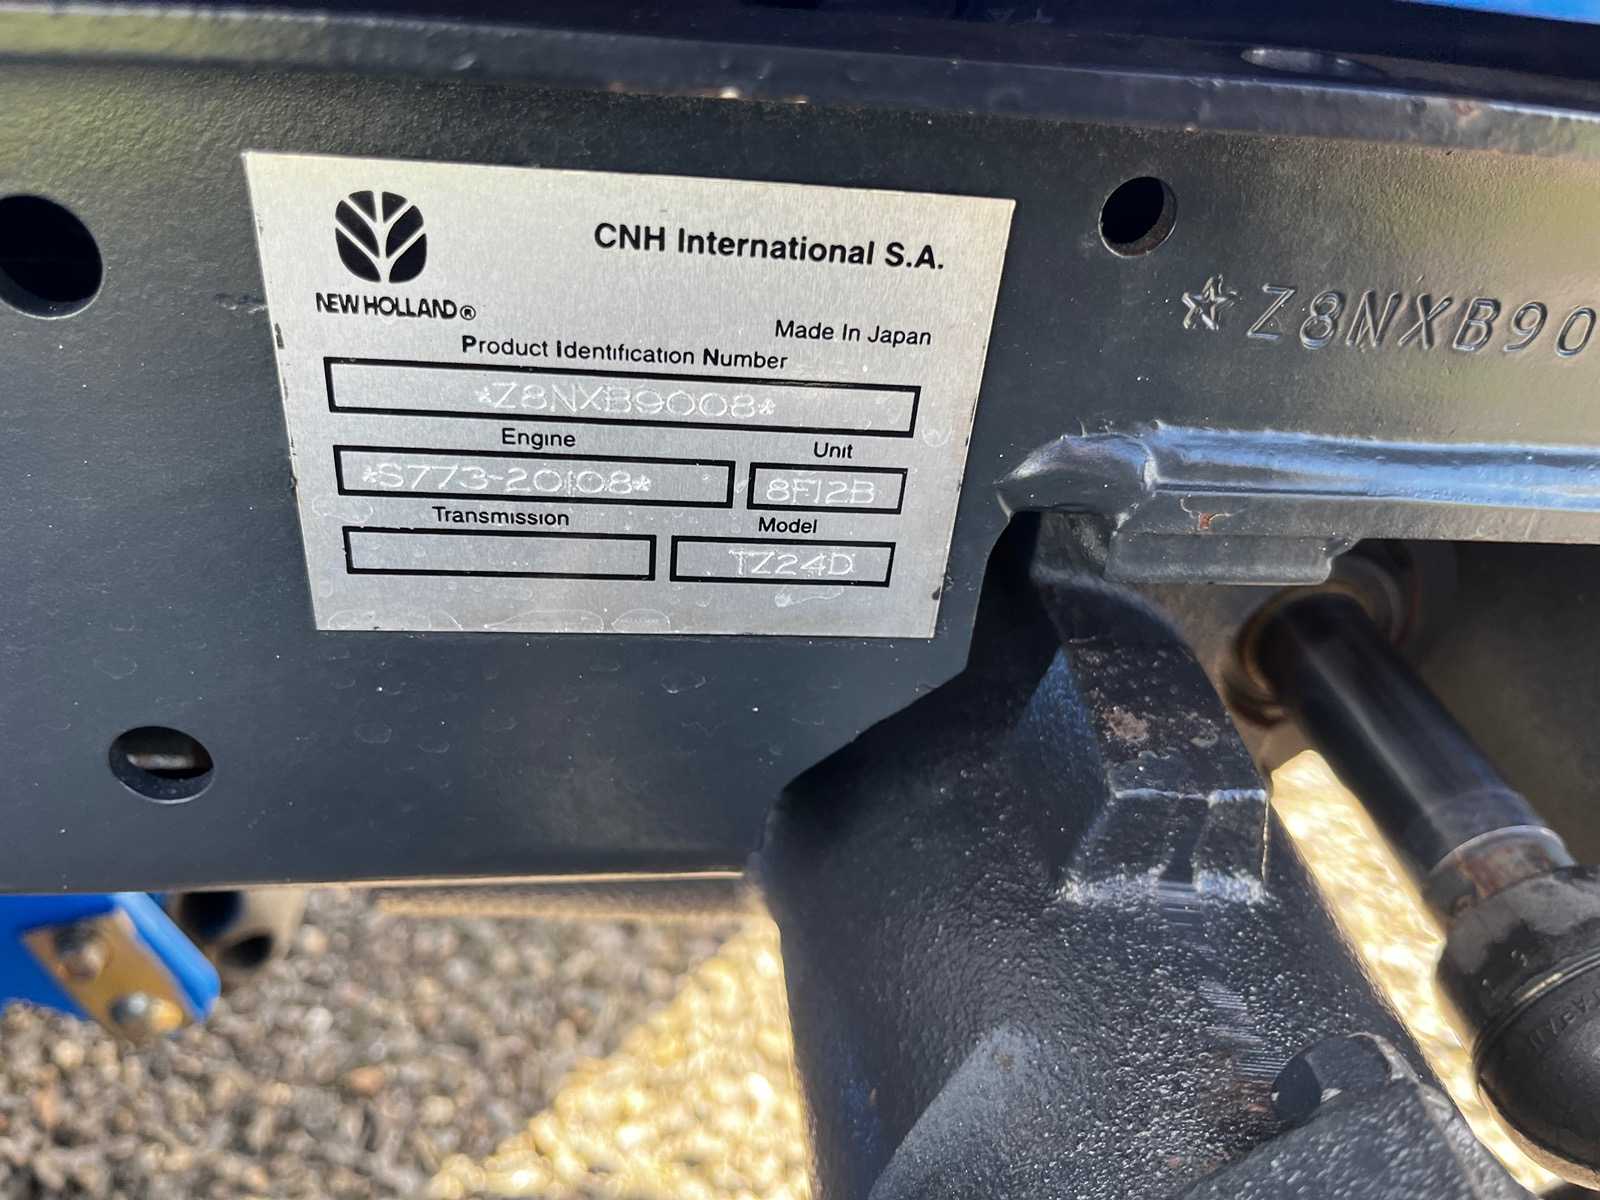 CNH International S.A.
NEW HOLLAND®
Made In Japan
Product Identification Number
*Z8NXB9008*
Engine
Unit
*S773-20108*
8F12B
Transmission
Model
TZ24D
☆Z8NXB90